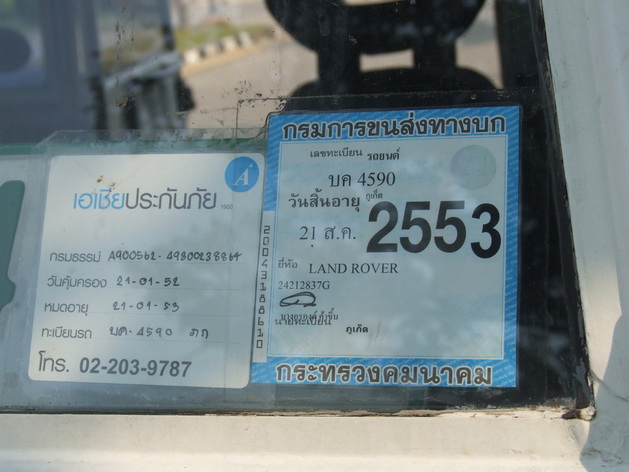 เอเชียประกันภัย
A
1950
กรมธรรม์ A900562-49800238864
วันคุ้มครอง 21-01-52
หมดอายุ 21-01-53
ทะเบียนรถ บค-4590 ภก
โทร. 02-203-9787
20043188610
กรมการขนส่งทางบก
เลขทะเบียน รถยนต์
บค 4590
วันสิ้นอายุ ภูเก็ต
21 ส.ค. 2553
ยี่ห้อ LAND ROVER
24212837G
นายทะเบียน
ภูเก็ต
กระทรวงคมนาคม